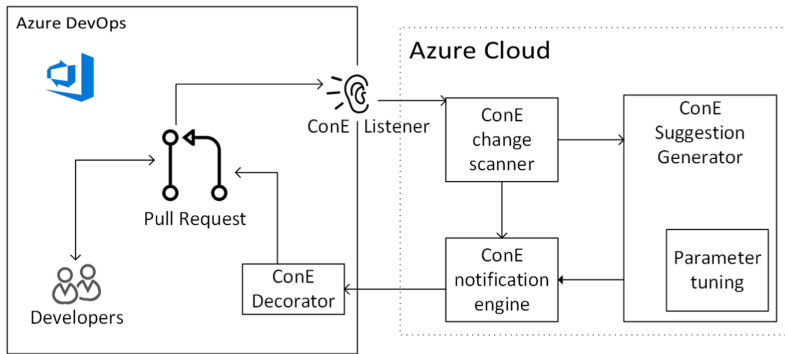 Azure DevOps
Azure Cloud
ConE Listener
ConE
change
scanner
ConE
Suggestion
Generator
Pull Request
ConE
Decorator
ConE
notification
engine
Parameter
tuning
Developers